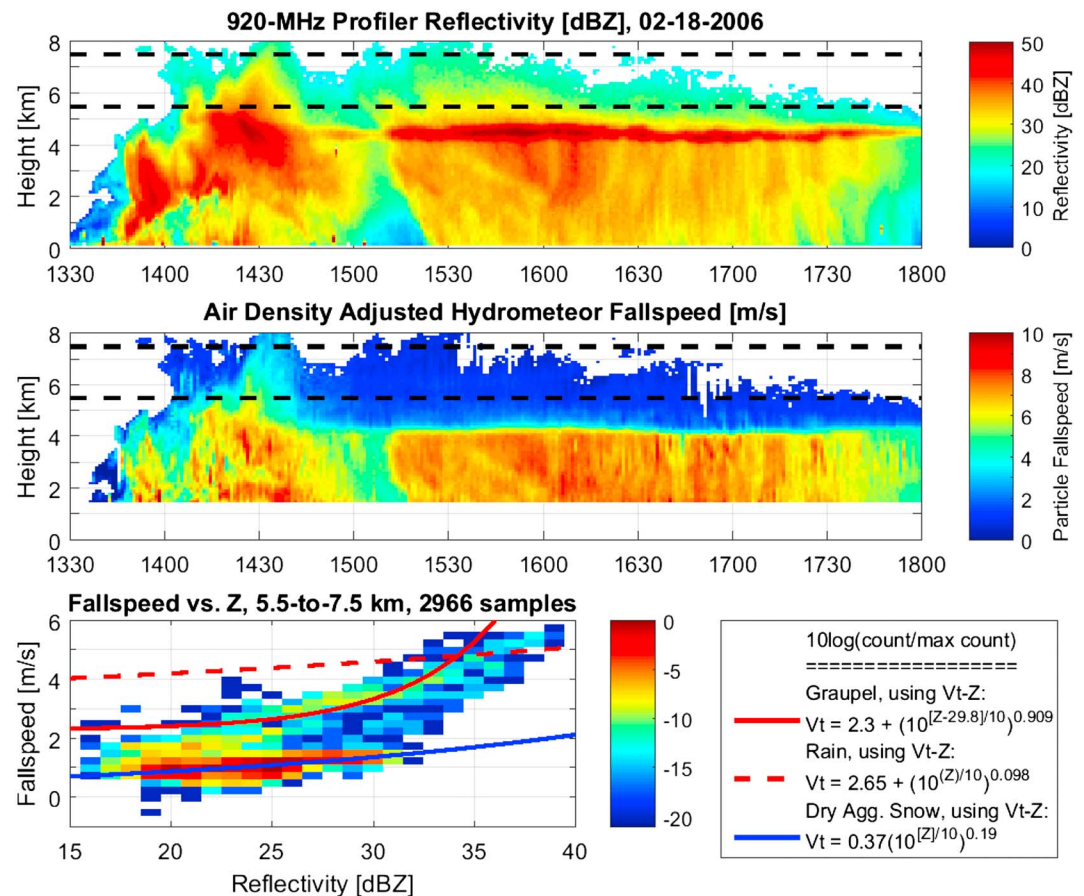 920-MHz Profiler Reflectivity [dBZ], 02-18-2006
8
6
4
2
0
Height [km]
1330 1400 1430 1500 1530 1600 1630 1700 1730 1800
50
40
30
20
10
0
Reflectivity [dBZ]
Air Density Adjusted Hydrometeor Fallspeed [m/s]
8
6
4
2
0
Height [km]
1330 1400 1430 1500 1530 1600 1630 1700 1730 1800
10
8
6
4
2
0
Particle Fallspeed [m/s]
Fallspeed vs. Z, 5.5-to-7.5 km, 2966 samples
6
4
2
0
Fallspeed [m/s]
15 20 25 30 35 40
Reflectivity [dBZ]
0
-5
-10
-15
-20
10log(count/max count)
==================
Graupel, using Vt-Z:
Vt = 2.3 + (10^[Z-29.8]/10)^0.909
Rain, using Vt-Z:
Vt = 2.65 + (10^(Z)/10)^0.098
Dry Agg. Snow, using Vt-Z:
Vt = 0.37(10^[Z]/10)^0.19